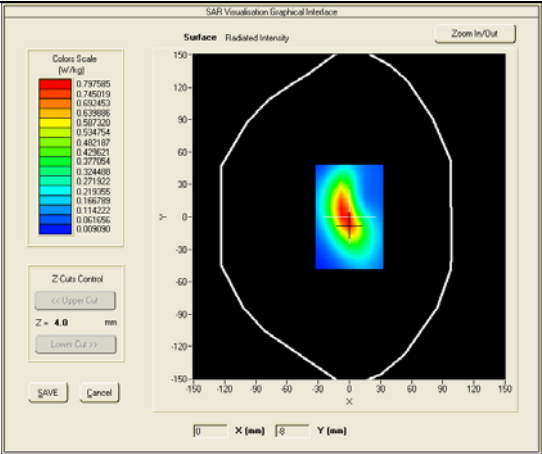 SAR Visualisation Graphical Interface
Surface Radiated Intensity
Zoom In/Out
Colors Scale
(W/kg)
0.797585
0.745019
0.692453
0.639886
0.587320
0.534754
0.482187
0.429621
0.377054
0.324488
0.271922
0.219355
0.166789
0.114222
0.061656
0.009090
150
120
90
60
30
0
-30
-60
-90
-120
-150
Y
-150 -120 -90 -60 -30 0 30 60 90 120 150
X
Z-Cuts Control
<< Upper Cut
Z = 4.0 mm
Lower Cut >>
SAVE Cancel
0 X (mm) -8 Y (mm)